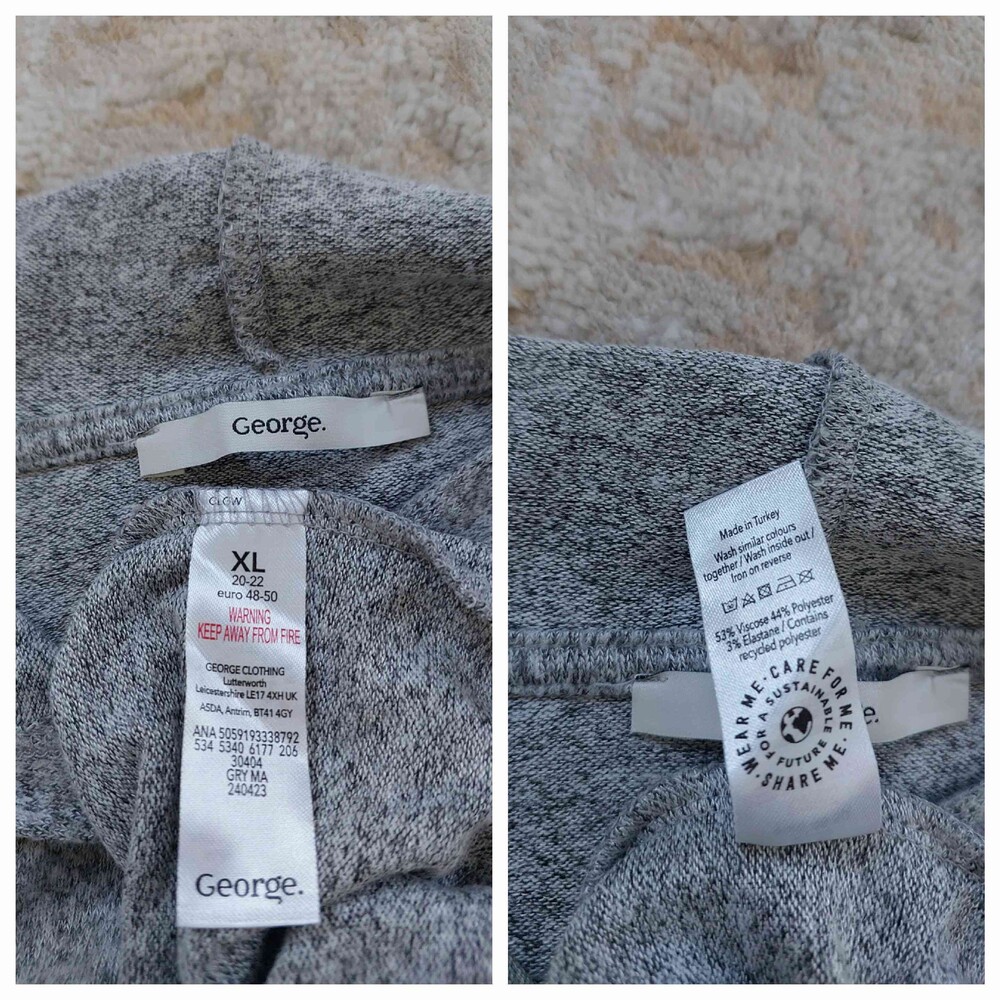 George.
CLGW
XL
20-22
euro 48-50
WARNING
KEEP AWAY FROM FIRE
GEORGE CLOTHING
Lutterworth
Leicestershire LE17 4XH UK
ASDA, Antrim, BT41 4GY
ANA 5059193338792
534 5340 6177 206
30404
GRY MA
240423
George.
Made in Turkey
Wash similar colours
together / Wash inside out /
Iron on reverse
53% Viscose 44% Polyester
3% Elastane / Contains
recycled polyester
WEAR ME · CARE FOR ME · SHARE ME ·
FOR A SUSTAINABLE FUTURE